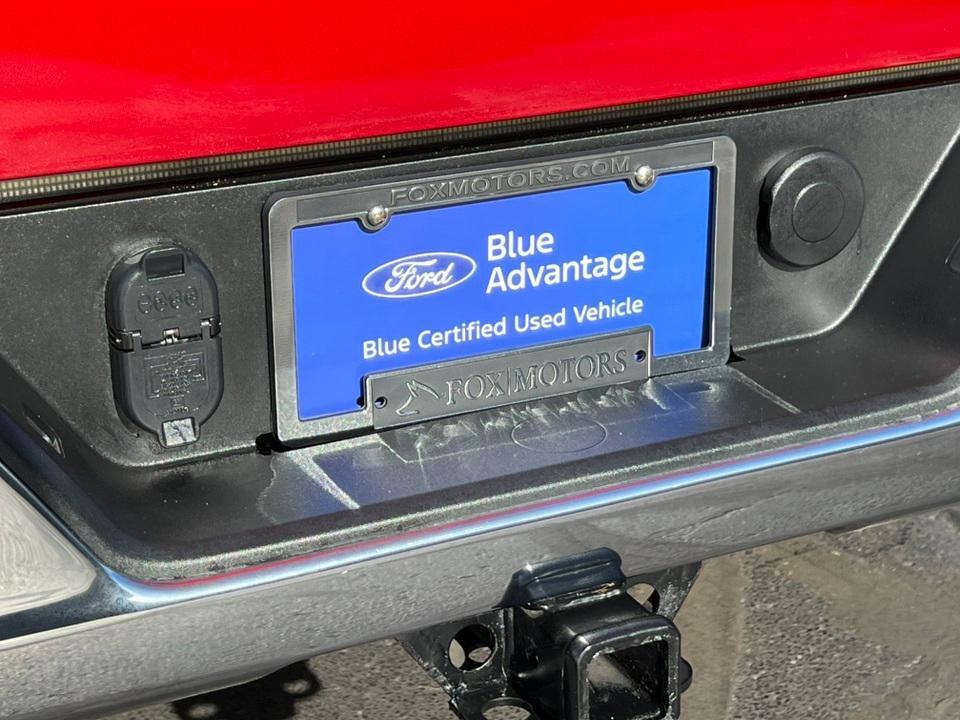 FOXMOTORS.COM
Ford
Blue
Advantage
Blue Certified Used Vehicle
FOX|MOTORS